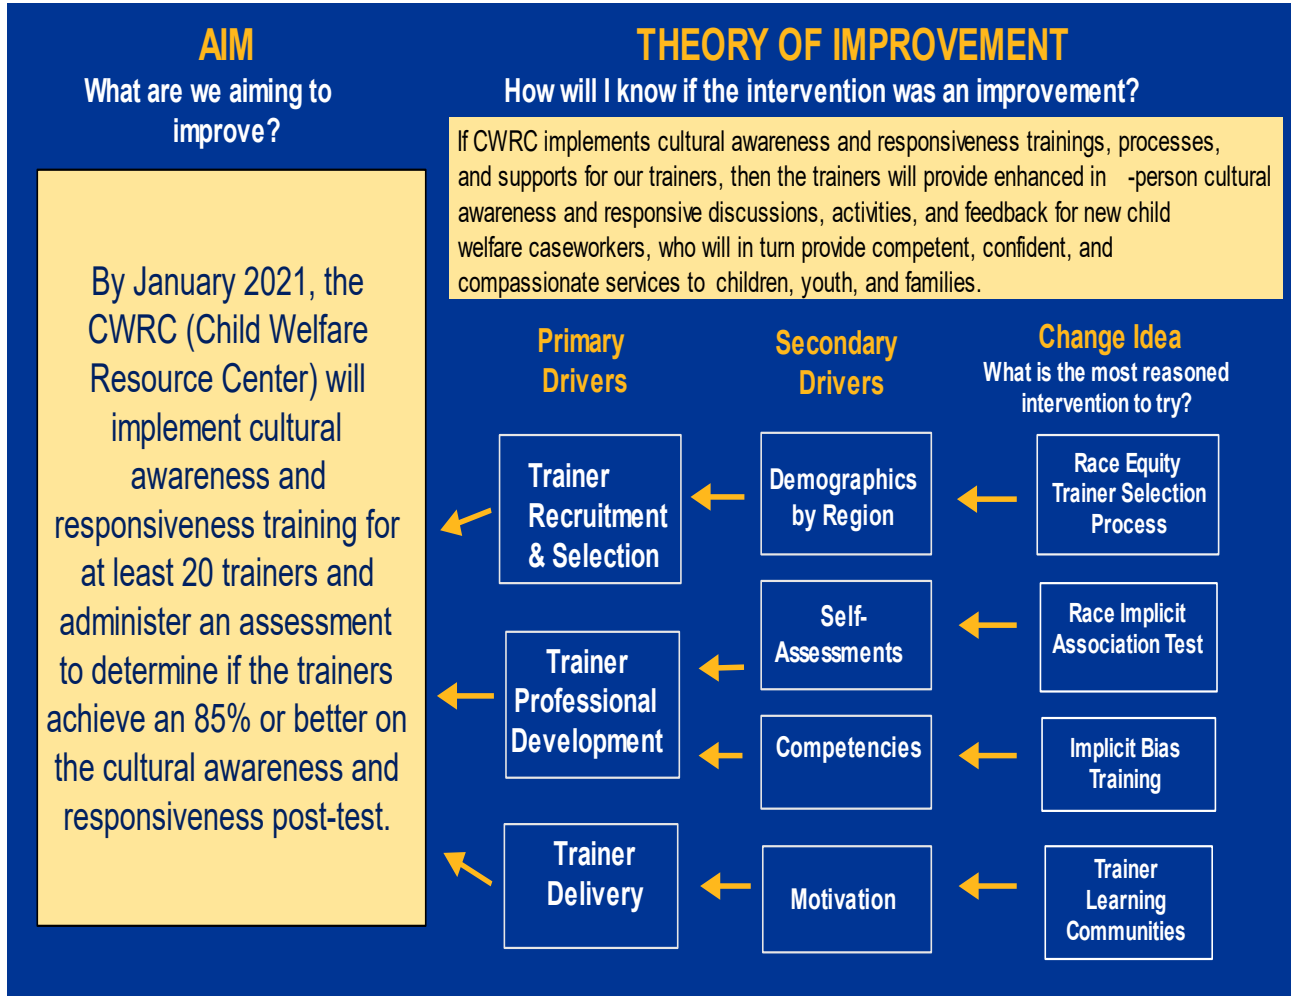 AIM
What are we aiming to
improve?
By January 2021, the
CWRC (Child Welfare
Resource Center) will
implement cultural
awareness and
responsiveness training for
at least 20 trainers and
administer an assessment
to determine if the trainers
achieve an 85% or better on
the cultural awareness and
responsiveness post-test.
THEORY OF IMPROVEMENT
How will I know if the intervention was an improvement?
If CWRC implements cultural awareness and responsiveness trainings, processes,
and supports for our trainers, then the trainers will provide enhanced in -person cultural
awareness and responsive discussions, activities, and feedback for new child
welfare caseworkers, who will in turn provide competent, confident, and
compassionate services to children, youth, and families.
Primary
Drivers
Trainer
Recruitment
& Selection
Trainer
Professional
Development
Trainer
Delivery
Secondary
Drivers
Demographics
by Region
Self-
Assessments
Competencies
Motivation
Change Idea
What is the most reasoned
intervention to try?
Race Equity
Trainer Selection
Process
Race Implicit
Association Test
Implicit Bias
Training
Trainer
Learning
Communities